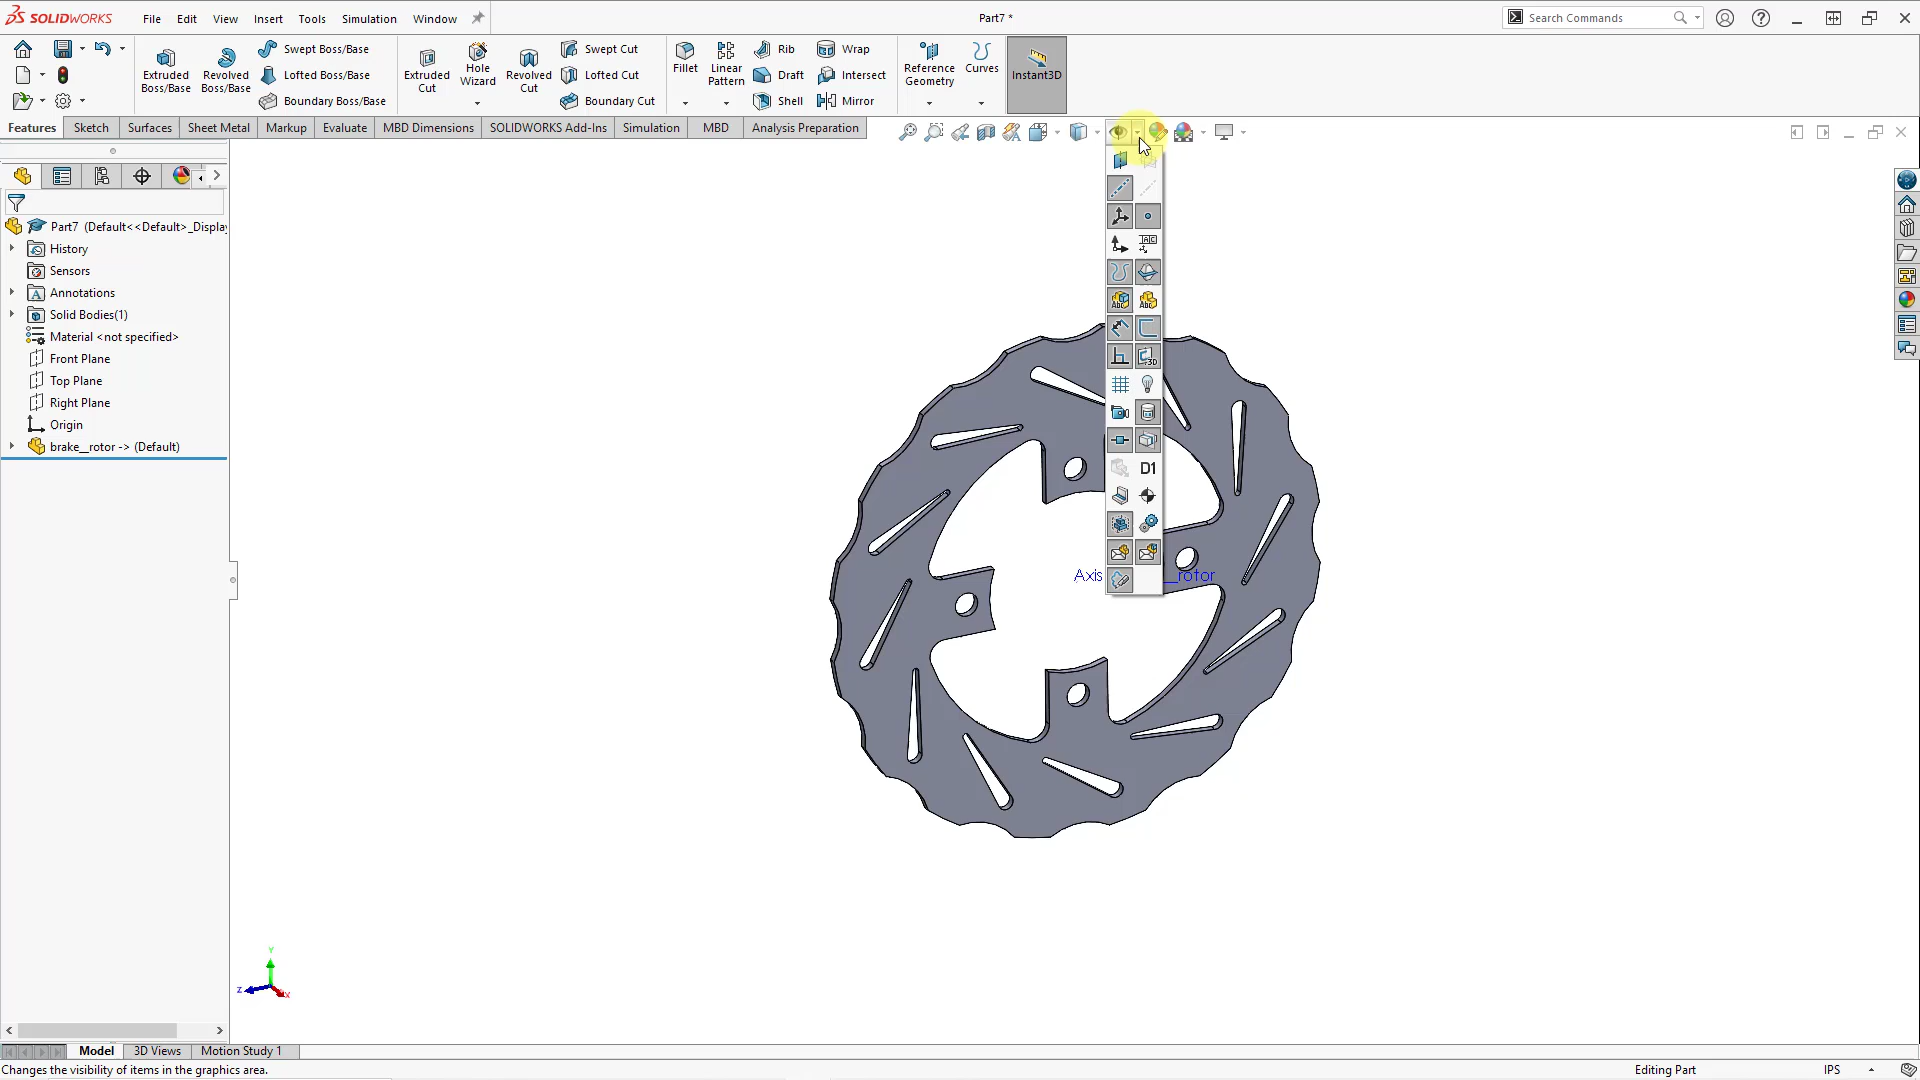 SOLIDWORKS
File Edit View Insert Tools Simulation Window
Part7 *
Search Commands
Extruded Boss/Base
Revolved Boss/Base
Swept Boss/Base
Lofted Boss/Base
Boundary Boss/Base
Extruded Cut
Hole Wizard
Revolved Cut
Swept Cut
Lofted Cut
Boundary Cut
Fillet
Linear Pattern
Rib
Draft
Shell
Wrap
Intersect
Mirror
Reference Geometry
Curves
Instant3D
Features Sketch Surfaces Sheet Metal Markup Evaluate MBD Dimensions SOLIDWORKS Add-Ins Simulation MBD Analysis Preparation
Part7 (Default<<Default>_Display
History
Sensors
Annotations
Solid Bodies(1)
Material <not specified>
Front Plane
Top Plane
Right Plane
Origin
brake__rotor -> (Default)
D1
Axis
__rotor
Y
Z
X
Model 3D Views Motion Study 1
Changes the visibility of items in the graphics area.
Editing Part
IPS